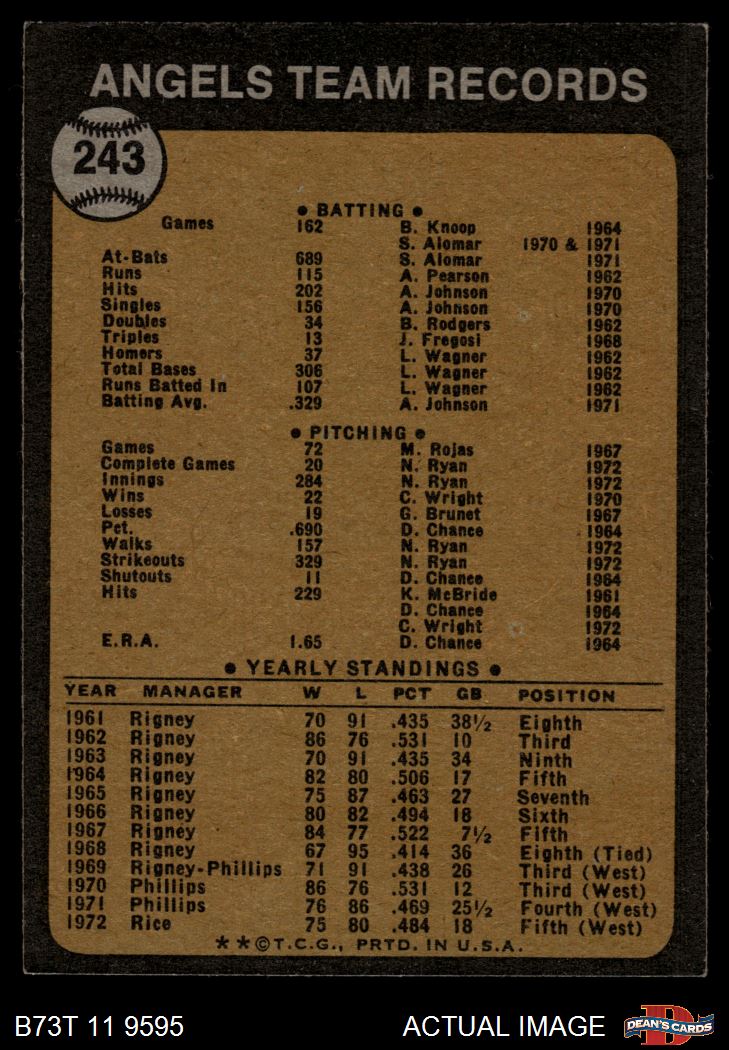 ANGELS TEAM RECORDS
243
● BATTING ●
Games 162 B. Knoop 1964
S. Alomar 1970 & 1971
At-Bats 689 S. Alomar 1971
Runs 115 A. Pearson 1962
Hits 202 A. Johnson 1970
Singles 156 A. Johnson 1970
Doubles 34 B. Rodgers 1962
Triples 13 J. Fregosi 1968
Homers 37 L. Wagner 1962
Total Bases 306 L. Wagner 1962
Runs Batted In 107 L. Wagner 1962
Batting Avg. .329 A. Johnson 1971
● PITCHING ●
Games 72 M. Rojas 1967
Complete Games 20 N. Ryan 1972
Innings 284 N. Ryan 1972
Wins 22 C. Wright 1970
Losses 19 G. Brunet 1967
Pct. .690 D. Chance 1964
Walks 157 N. Ryan 1972
Strikeouts 329 N. Ryan 1972
Shutouts 11 D. Chance 1964
Hits 229 K. McBride 1961
D. Chance 1964
C. Wright 1972
E.R.A. 1.65 D. Chance 1964
● YEARLY STANDINGS ●
YEAR MANAGER W L PCT GB POSITION
1961 Rigney 70 91 .435 38½ Eighth
1962 Rigney 86 76 .531 10 Third
1963 Rigney 70 91 .435 34 Ninth
1964 Rigney 82 80 .506 17 Fifth
1965 Rigney 75 87 .463 27 Seventh
1966 Rigney 80 82 .494 18 Sixth
1967 Rigney 84 77 .522 7½ Fifth
1968 Rigney 67 95 .414 36 Eighth (Tied)
1969 Rigney-Phillips 71 91 .438 26 Third (West)
1970 Phillips 86 76 .531 12 Third (West)
1971 Phillips 76 86 .469 25½ Fourth (West)
1972 Rice 75 80 .484 18 Fifth (West)
**©T.C.G., PRTD. IN U.S.A.
B73T 11 9595 ACTUAL IMAGE D DEAN'S CARDS